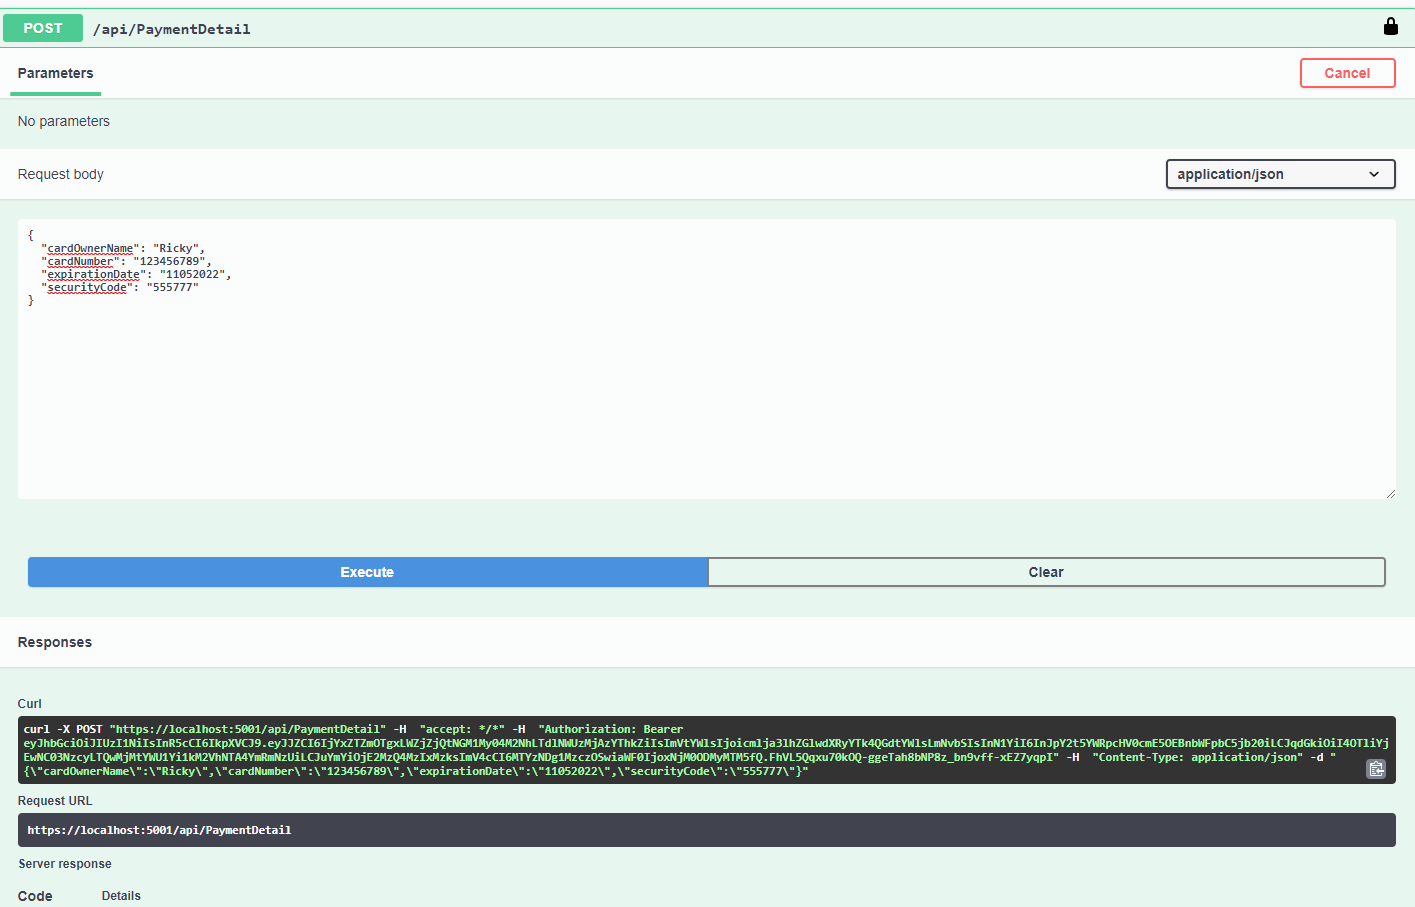 POST /api/PaymentDetail
Parameters
Cancel
No parameters
Request body
application/json
{
"cardOwnerName": "Ricky",
"cardNumber": "123456789",
"expirationDate": "11052022",
"securityCode": "555777"
}
Execute
Clear
Responses
Curl
curl -X POST "https://localhost:5001/api/PaymentDetail" -H "accept: */*" -H "Authorization: Bearer
eyJhbGciOiJIUzI1NiIsInR5cCI6IkpXVCJ9.eyJJZCI6IjYxZTZmOTgxLWZjZjQtNGM1My04M2NhLTdlNWUzMjAzYThkZiIsImVtYWlsIjoicmlja3lhZGlwdXRyYTk4QGdtYWlsLmNvbSIsInN1YiI6InJpY2t5YWRpcHV0cmE5OEBnbWFpbC5jb20iLCJqdGkiOiI4OTliYj
EwNC03NzcyLTQwMjMtYWU1Yi1kM2VhNTA4YmRmNzUiLCJuYmYiOjE2MzQ4MzIxMzksImV4cCI6MTYzNDg1MzczOSwiaWF0IjoxNjM0ODMyMTM5fQ.FhVL5Qqxu70kOQ-ggeTah8bNP8z_bn9vff-xEZ7yqpI" -H "Content-Type: application/json" -d "
{\"cardOwnerName\":\"Ricky\",\"cardNumber\":\"123456789\",\"expirationDate\":\"11052022\",\"securityCode\":\"555777\"}"
Request URL
https://localhost:5001/api/PaymentDetail
Server response
Code Details